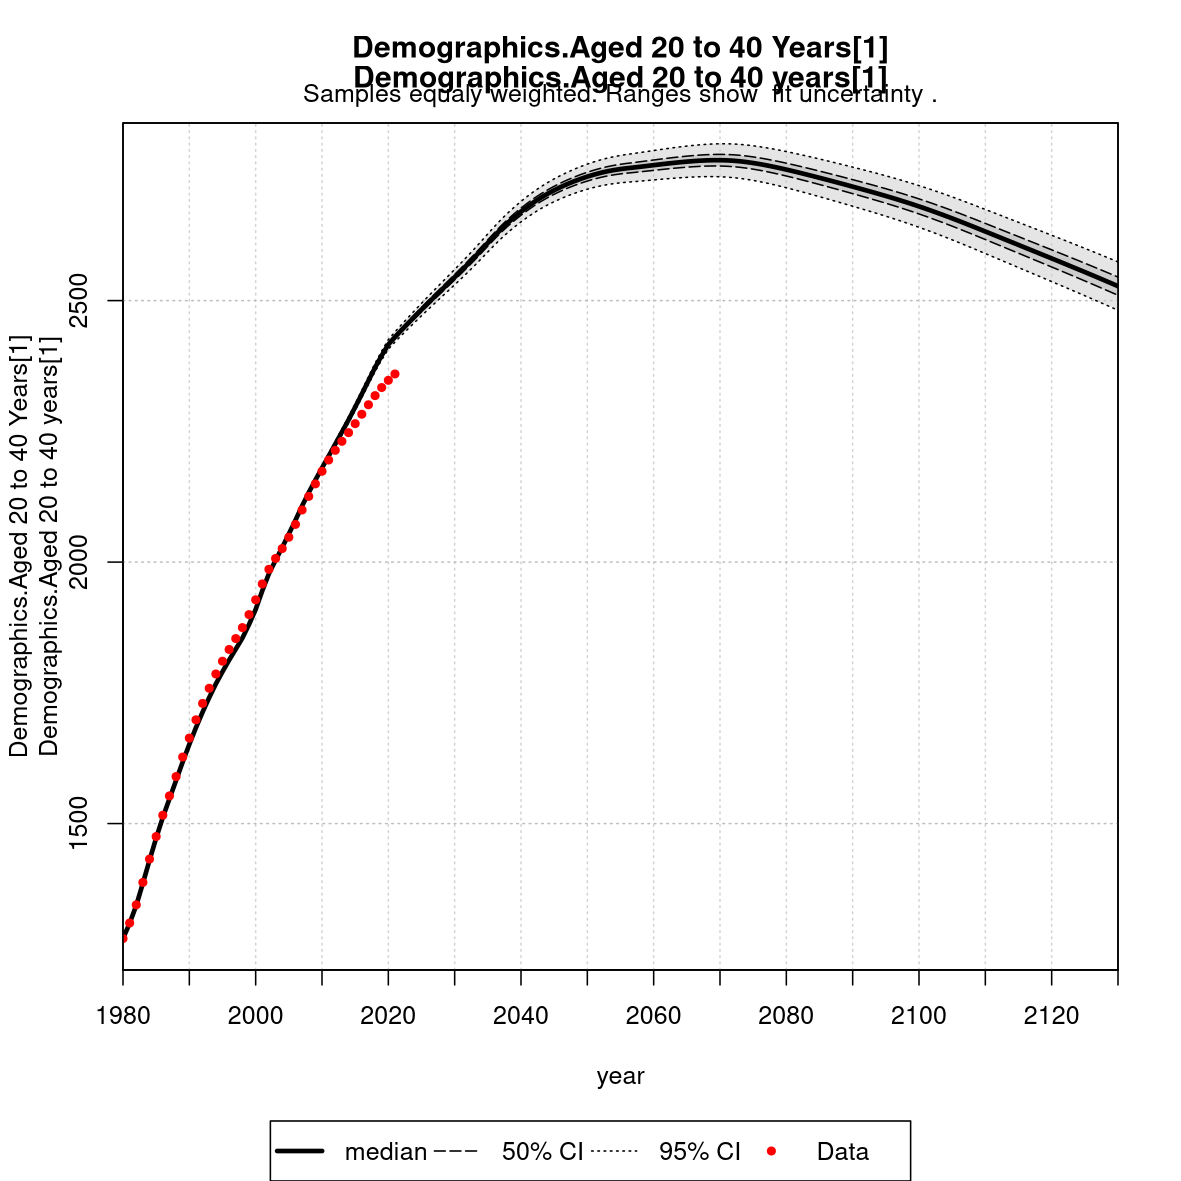 Demographics.Aged 20 to 40 Years[1]
Demographics.Aged 20 to 40 years[1]
Samples equaly weighted. Ranges show  fit uncertainty .
Demographics.Aged 20 to 40 Years[1]
Demographics.Aged 20 to 40 years[1]
2500
2000
1500
1980 2000 2020 2040 2060 2080 2100 2120
year
median 50% CI 95% CI Data